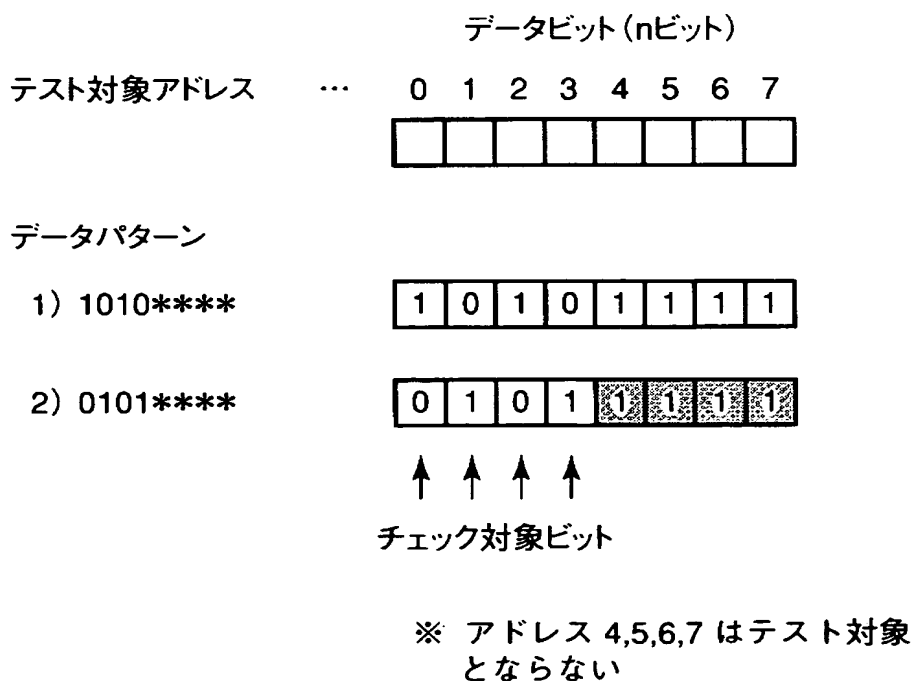 データビット（nビット）
テスト対象アドレス … 0 1 2 3 4 5 6 7
データパターン
1）1010**** 1 0 1 0 1 1 1 1
2）0101**** 0 1 0 1 1 1 1 1
チェック対象ビット
※ アドレス 4,5,6,7 はテスト対象
とならない